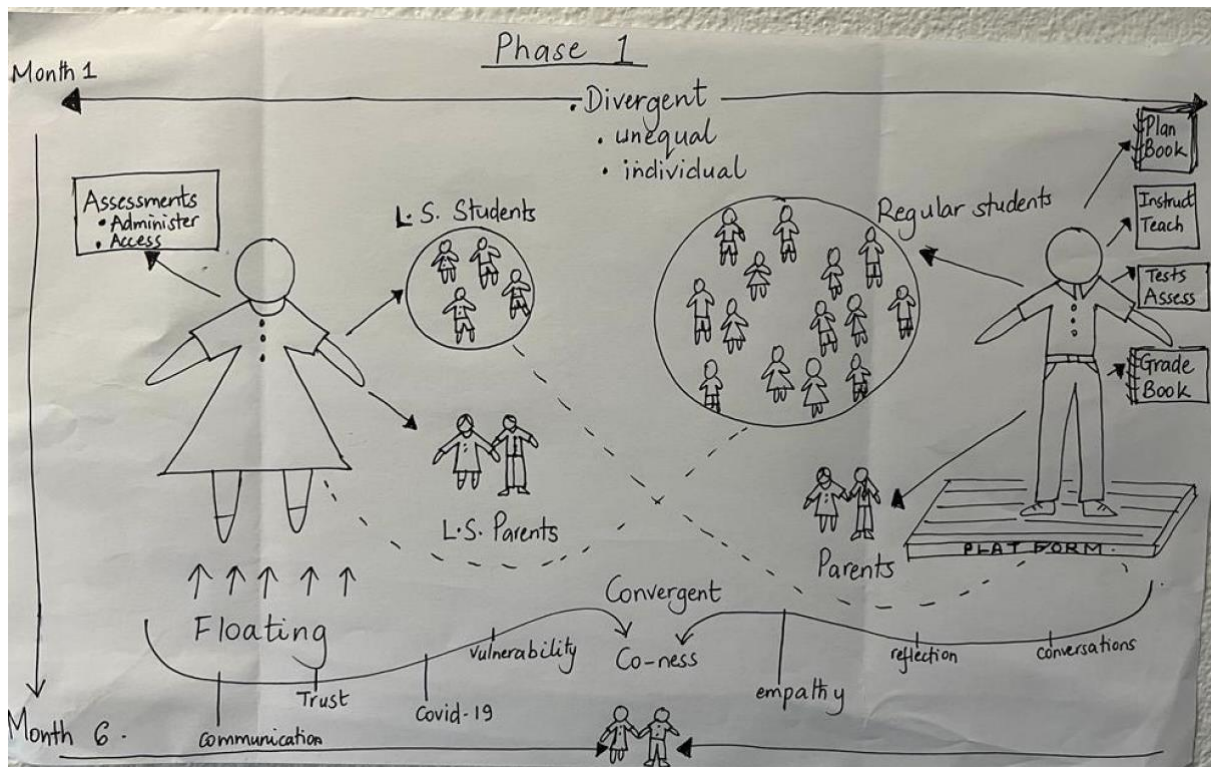 Phase 1
Month 1
• Divergent
• unequal
• individual
Assessments
• Administer
• Access
L.S. Students
Regular students
Plan
Book
Instruct
Teach
Tests
Assess
Grade
Book
L.S. Parents
Parents
PLATFORM.
Floating
Convergent
Co-ness
Communication
Trust
Covid-19
vulnerability
empathy
reflection
conversations
Month 6.